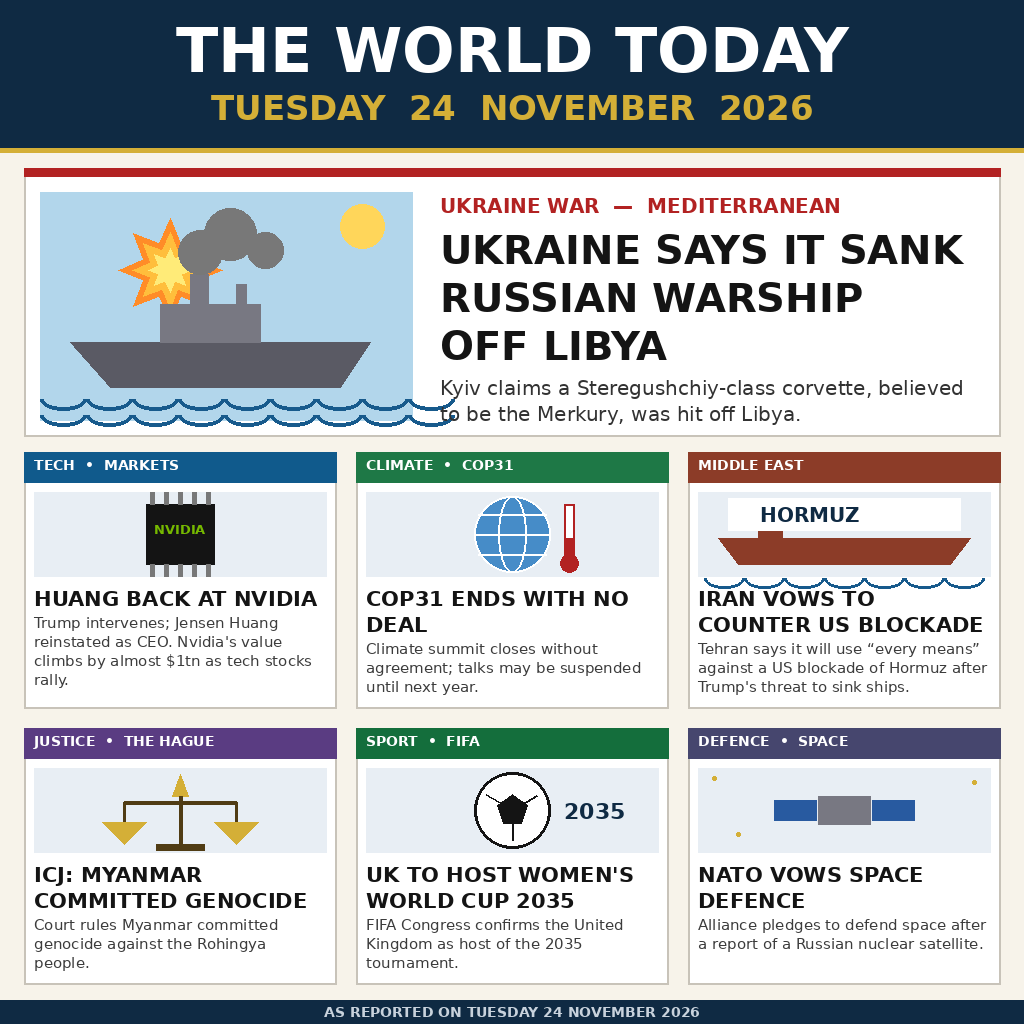 THE WORLD TODAY
TUESDAY 24 NOVEMBER 2026
UKRAINE WAR — MEDITERRANEAN
UKRAINE SAYS IT SANK
RUSSIAN WARSHIP
OFF LIBYA
Kyiv claims a Steregushchiy-class corvette, believed
to be the Merkury, was hit off Libya.
TECH • MARKETS
NVIDIA
HUANG BACK AT NVIDIA
Trump intervenes; Jensen Huang
reinstated as CEO. Nvidia's value
climbs by almost $1tn as tech stocks
rally.
CLIMATE • COP31
COP31 ENDS WITH NO
DEAL
Climate summit closes without
agreement; talks may be suspended
until next year.
MIDDLE EAST
HORMUZ
IRAN VOWS TO
COUNTER US BLOCKADE
Tehran says it will use “every means”
against a US blockade of Hormuz after
Trump's threat to sink ships.
JUSTICE • THE HAGUE
ICJ: MYANMAR
COMMITTED GENOCIDE
Court rules Myanmar committed
genocide against the Rohingya
people.
SPORT • FIFA
2035
UK TO HOST WOMEN'S
WORLD CUP 2035
FIFA Congress confirms the United
Kingdom as host of the 2035
tournament.
DEFENCE • SPACE
NATO VOWS SPACE
DEFENCE
Alliance pledges to defend space after
a report of a Russian nuclear satellite.
AS REPORTED ON TUESDAY 24 NOVEMBER 2026